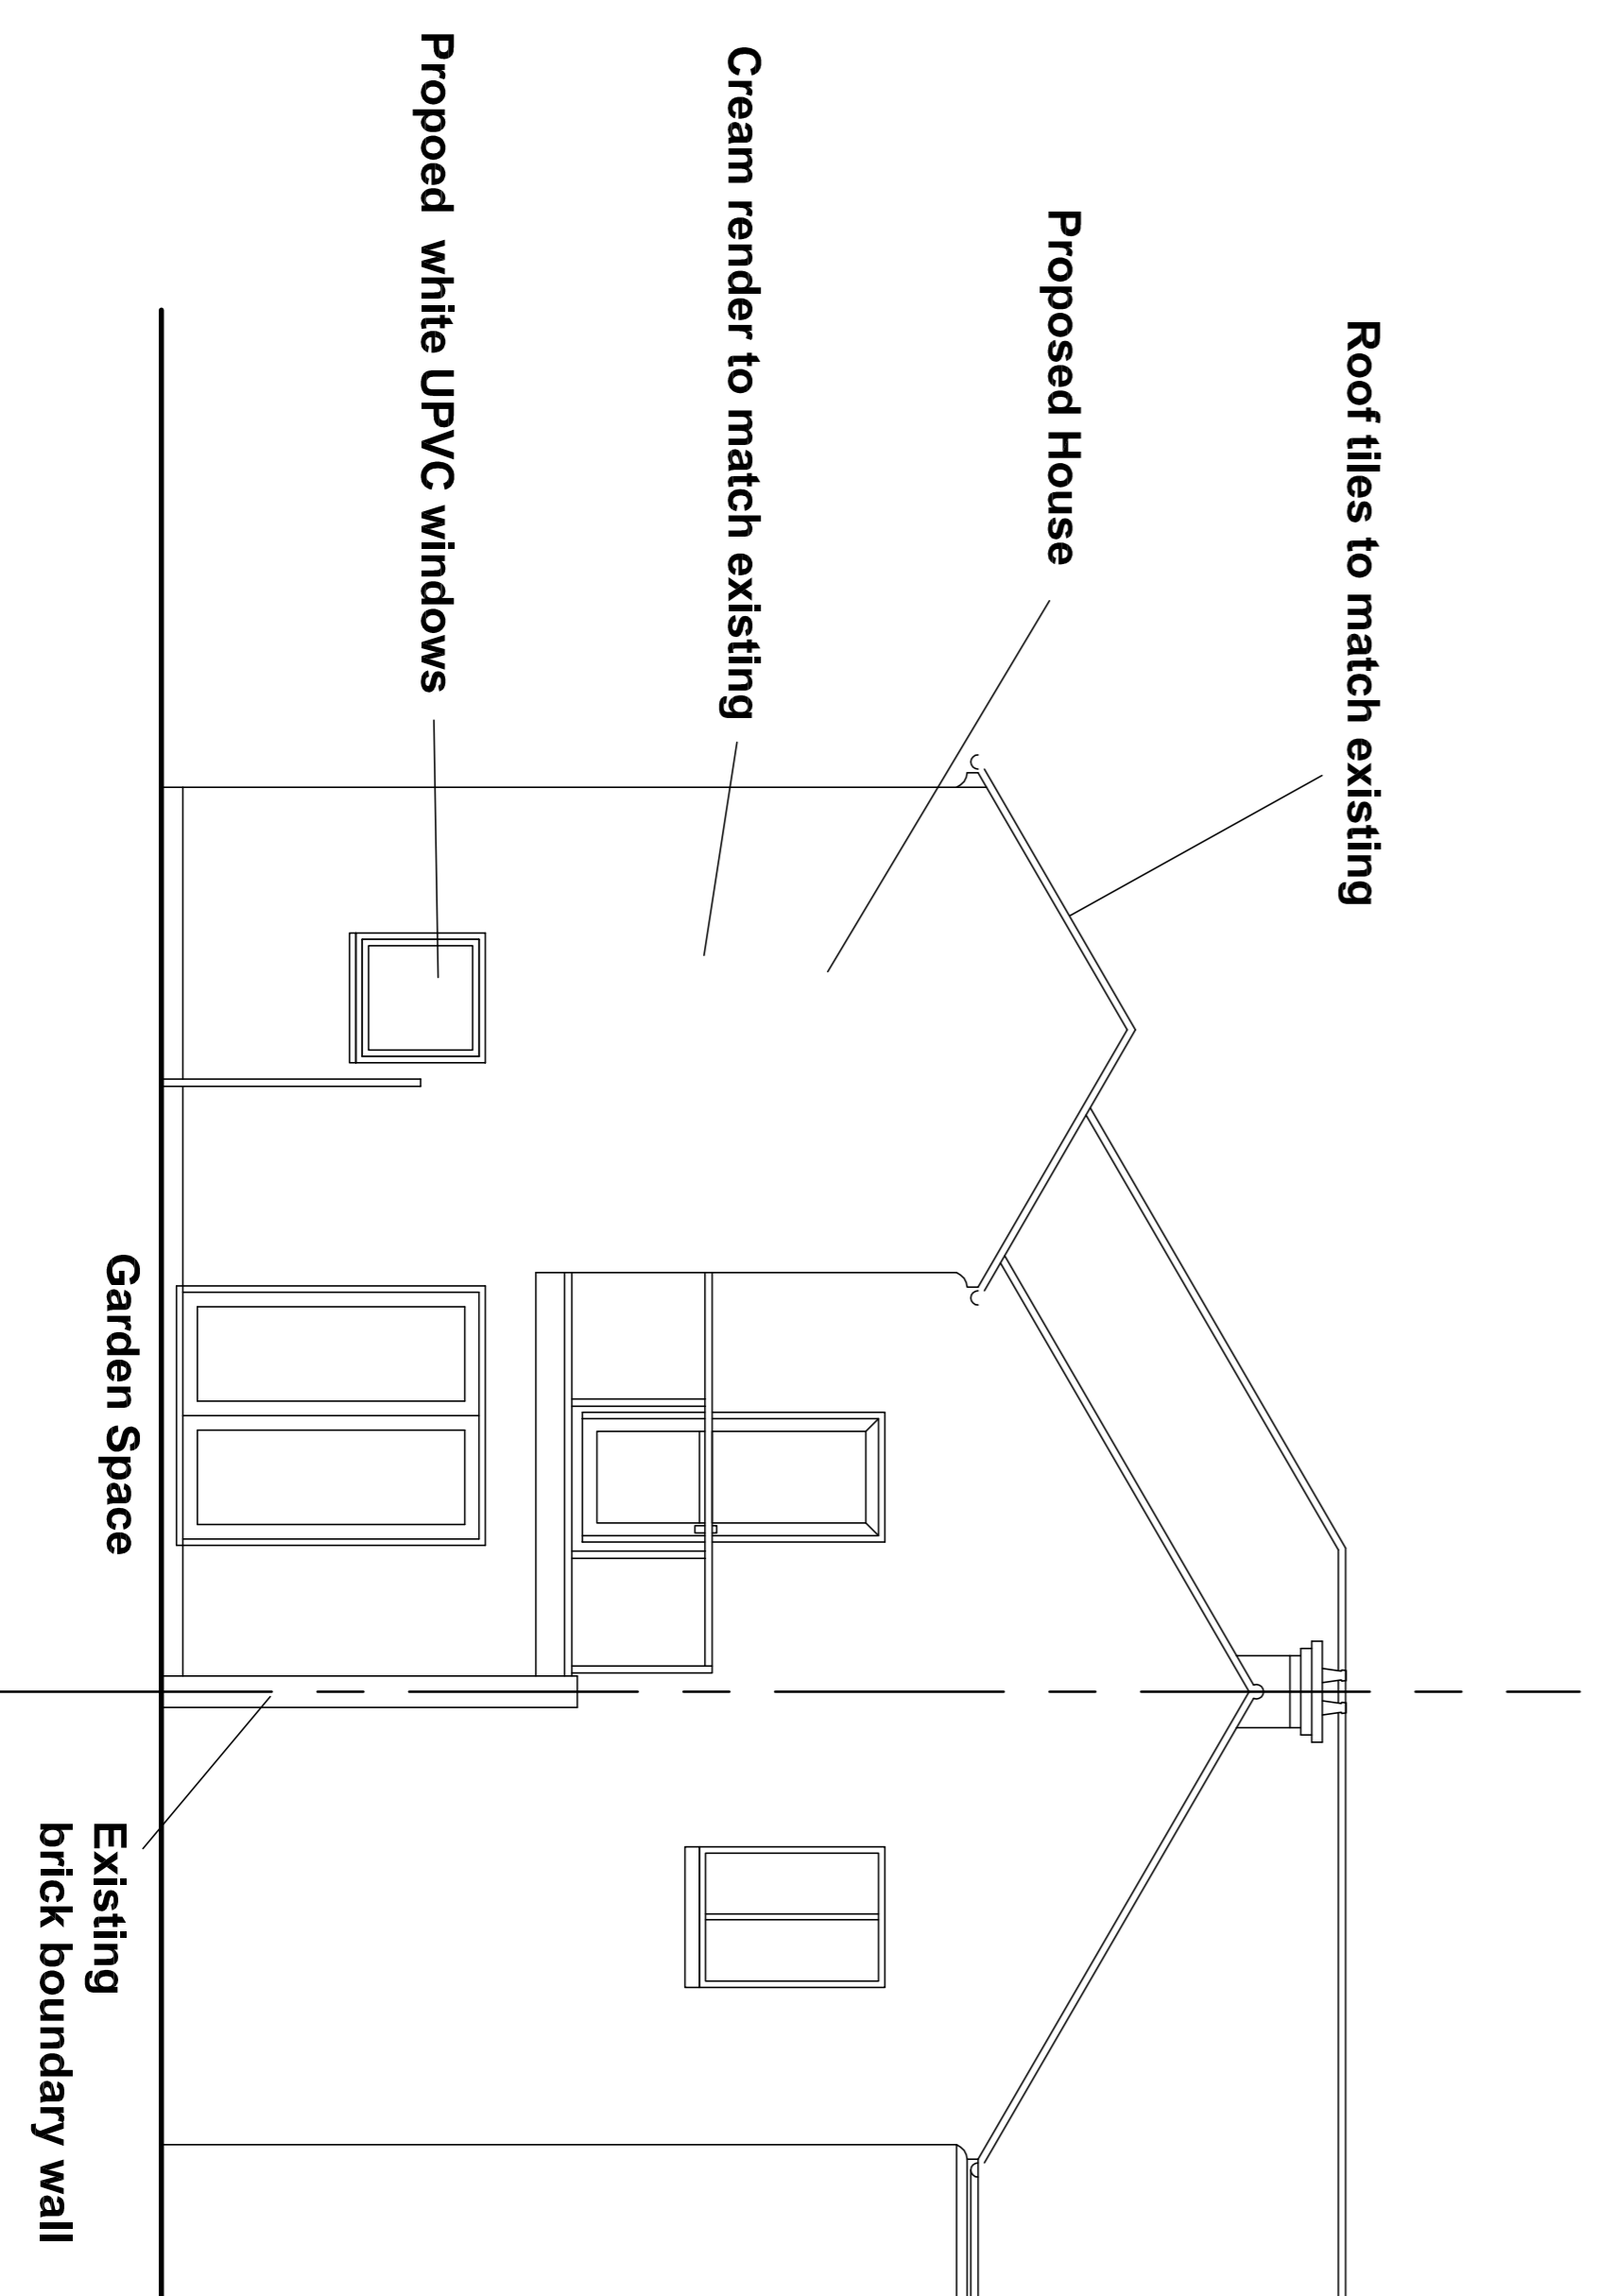 Roof tiles to match existing
Proposed House
Cream render to match existing
Propoed white UPVC windows
Garden Space
Existing
brick boundary wall